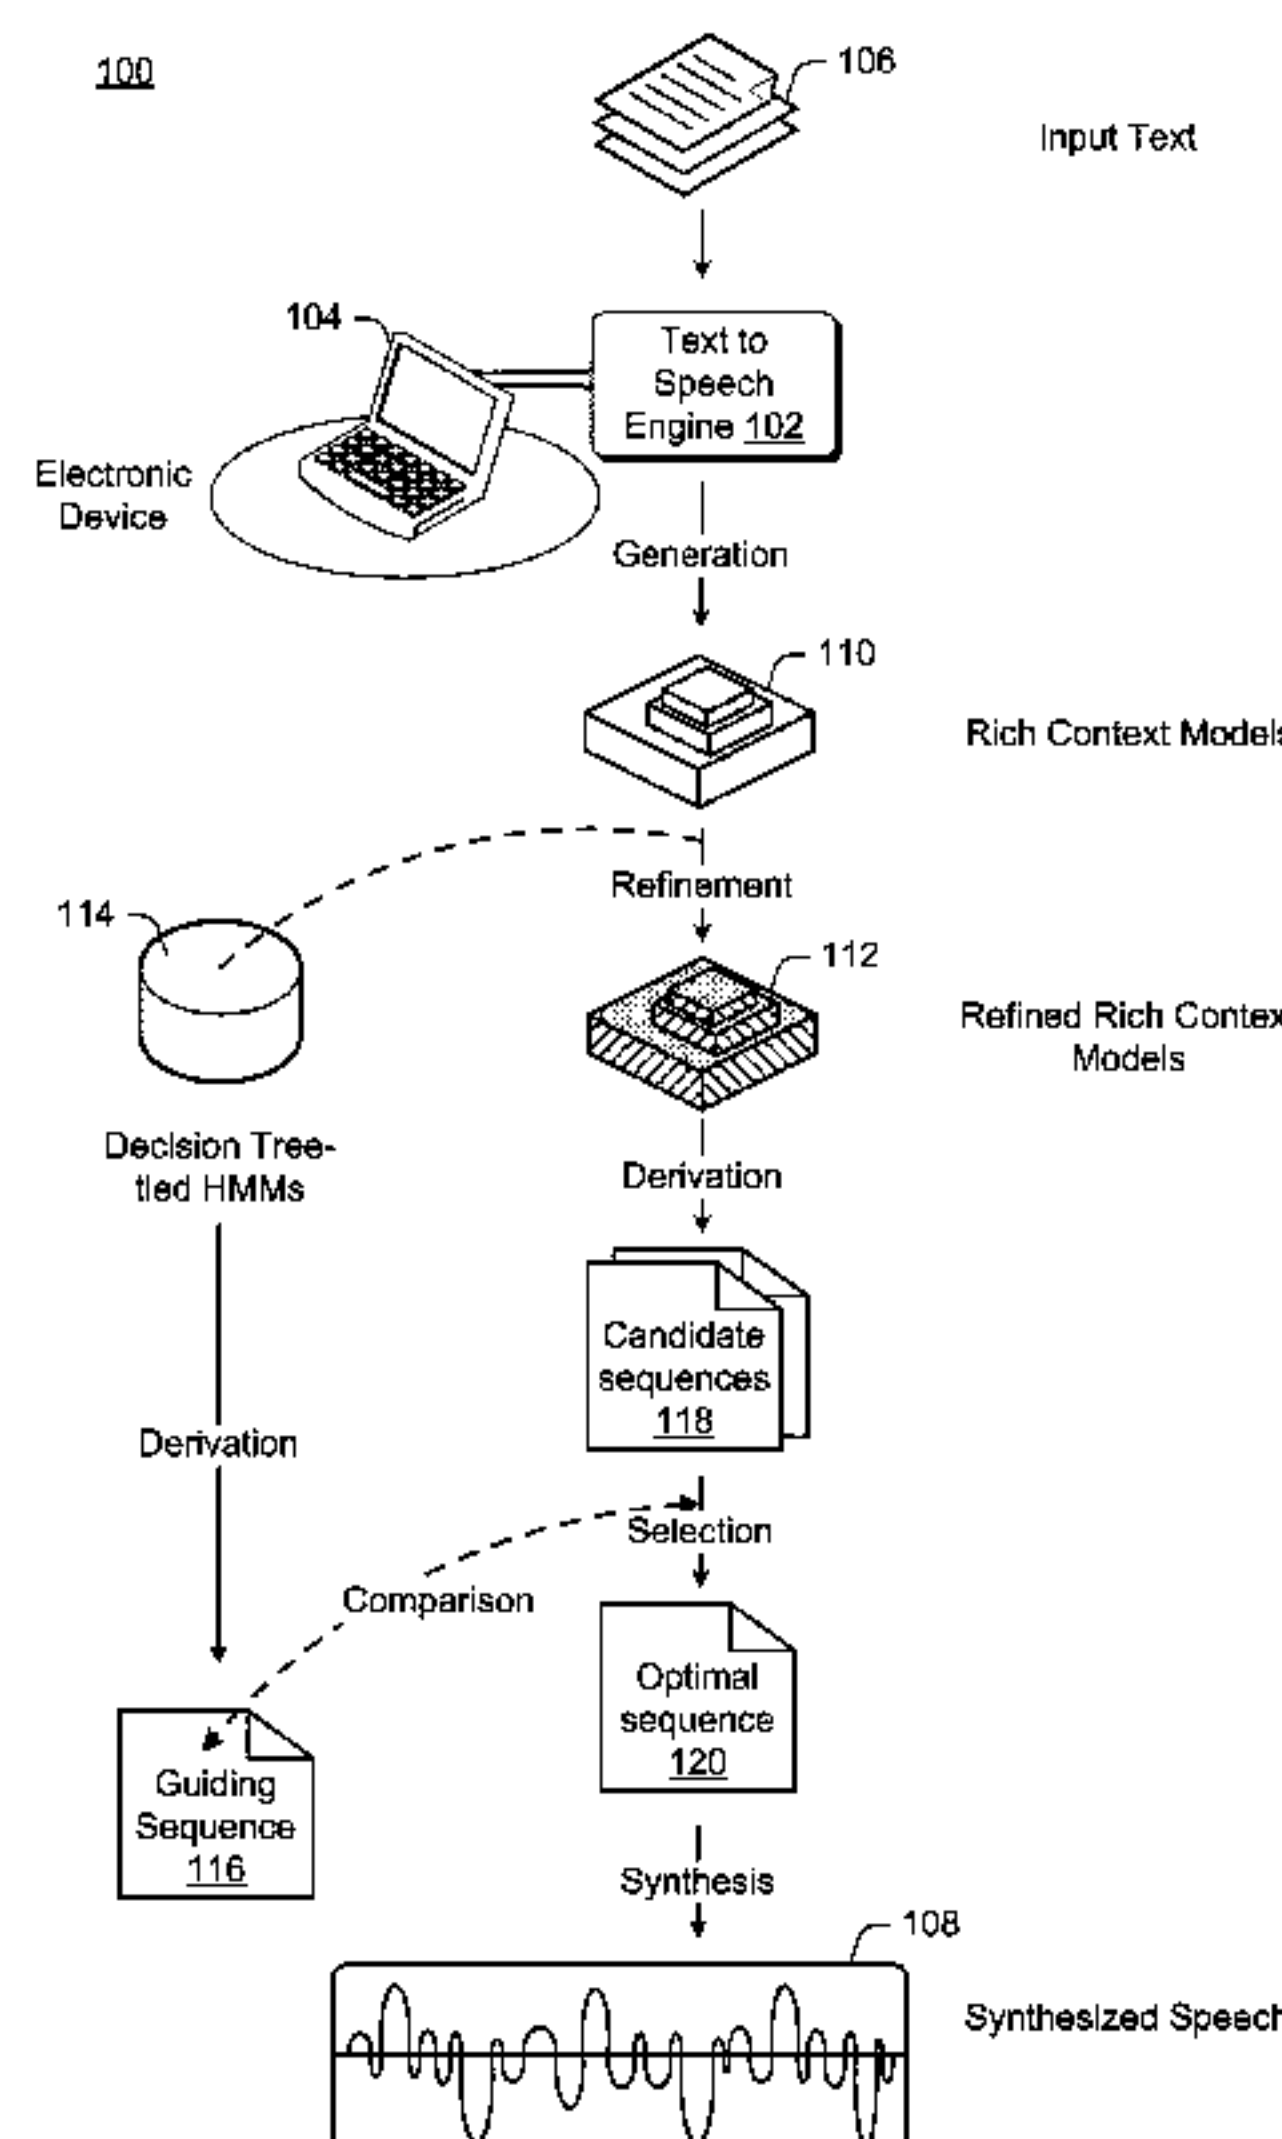 100
106
Input Text
104
Text to
Speech
Engine 102
Electronic
Device
Generation
110
Rich Context Models
Refinement
114
112
Refined Rich Contex
Models
Decision Tree-
tied HMMs
Derivation
Candidate
sequences
118
Derivation
Selection
Comparison
Optimal
sequence
120
Guiding
Sequence
116
Synthesis
108
Synthesized Speech